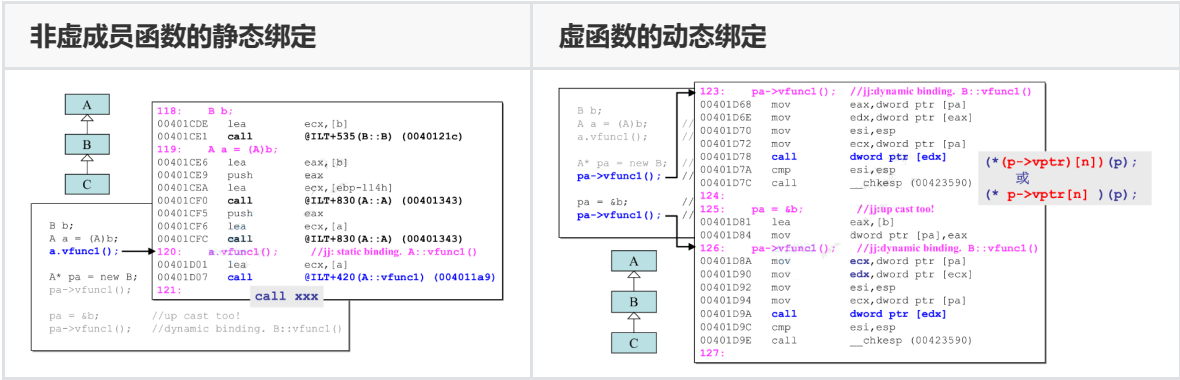 非虚成员函数的静态绑定
A
B
C
118: B b;
00401CDE lea ecx,[b]
00401CE1 call @ILT+535(B::B) (0040121c)
119: A a = (A)b;
00401CE6 lea eax,[b]
00401CE9 push eax
00401CEA lea ecx,[ebp-114h]
00401CF0 call @ILT+830(A::A) (00401343)
00401CF5 push eax
00401CF6 lea ecx,[a]
00401CFC call @ILT+830(A::A) (00401343)
120: a.vfunc1(); //jj: static binding. A::vfunc1()
00401D01 lea ecx,[a]
00401D07 call @ILT+420(A::vfunc1) (004011a9)
121:
call xxx
B b;
A a = (A)b;
a.vfunc1();
A* pa = new B;
pa->vfunc1();
pa = &b; //up cast too!
pa->vfunc1(); //dynamic binding. B::vfunc1()
虚函数的动态绑定
B b;
A a = (A)b; //
a.vfunc1(); //
A* pa = new B; //
pa->vfunc1(); //
pa = &b; //
pa->vfunc1(); //
123: pa->vfunc1(); //jj:dynamic binding. B::vfunc1()
00401D68 mov eax,dword ptr [pa]
00401D6E mov edx,dword ptr [eax]
00401D70 mov esi,esp
00401D72 mov ecx,dword ptr [pa]
00401D78 call dword ptr [edx]
00401D7A cmp esi,esp
00401D7C call __chkesp (00423590)
124:
125: pa = &b; //jj:up cast too!
00401D81 lea eax,[b]
00401D84 mov dword ptr [pa],eax
126: pa->vfunc1(); //jj:dynamic binding. B::vfunc1()
00401D8A mov ecx,dword ptr [pa]
00401D90 mov edx,dword ptr [ecx]
00401D92 mov esi,esp
00401D94 mov ecx,dword ptr [pa]
00401D9A call dword ptr [edx]
00401D9C cmp esi,esp
00401D9E call __chkesp (00423590)
127:
(*(p->vptr)[n])(p);
或
(* p->vptr[n] )(p);
A
B
C